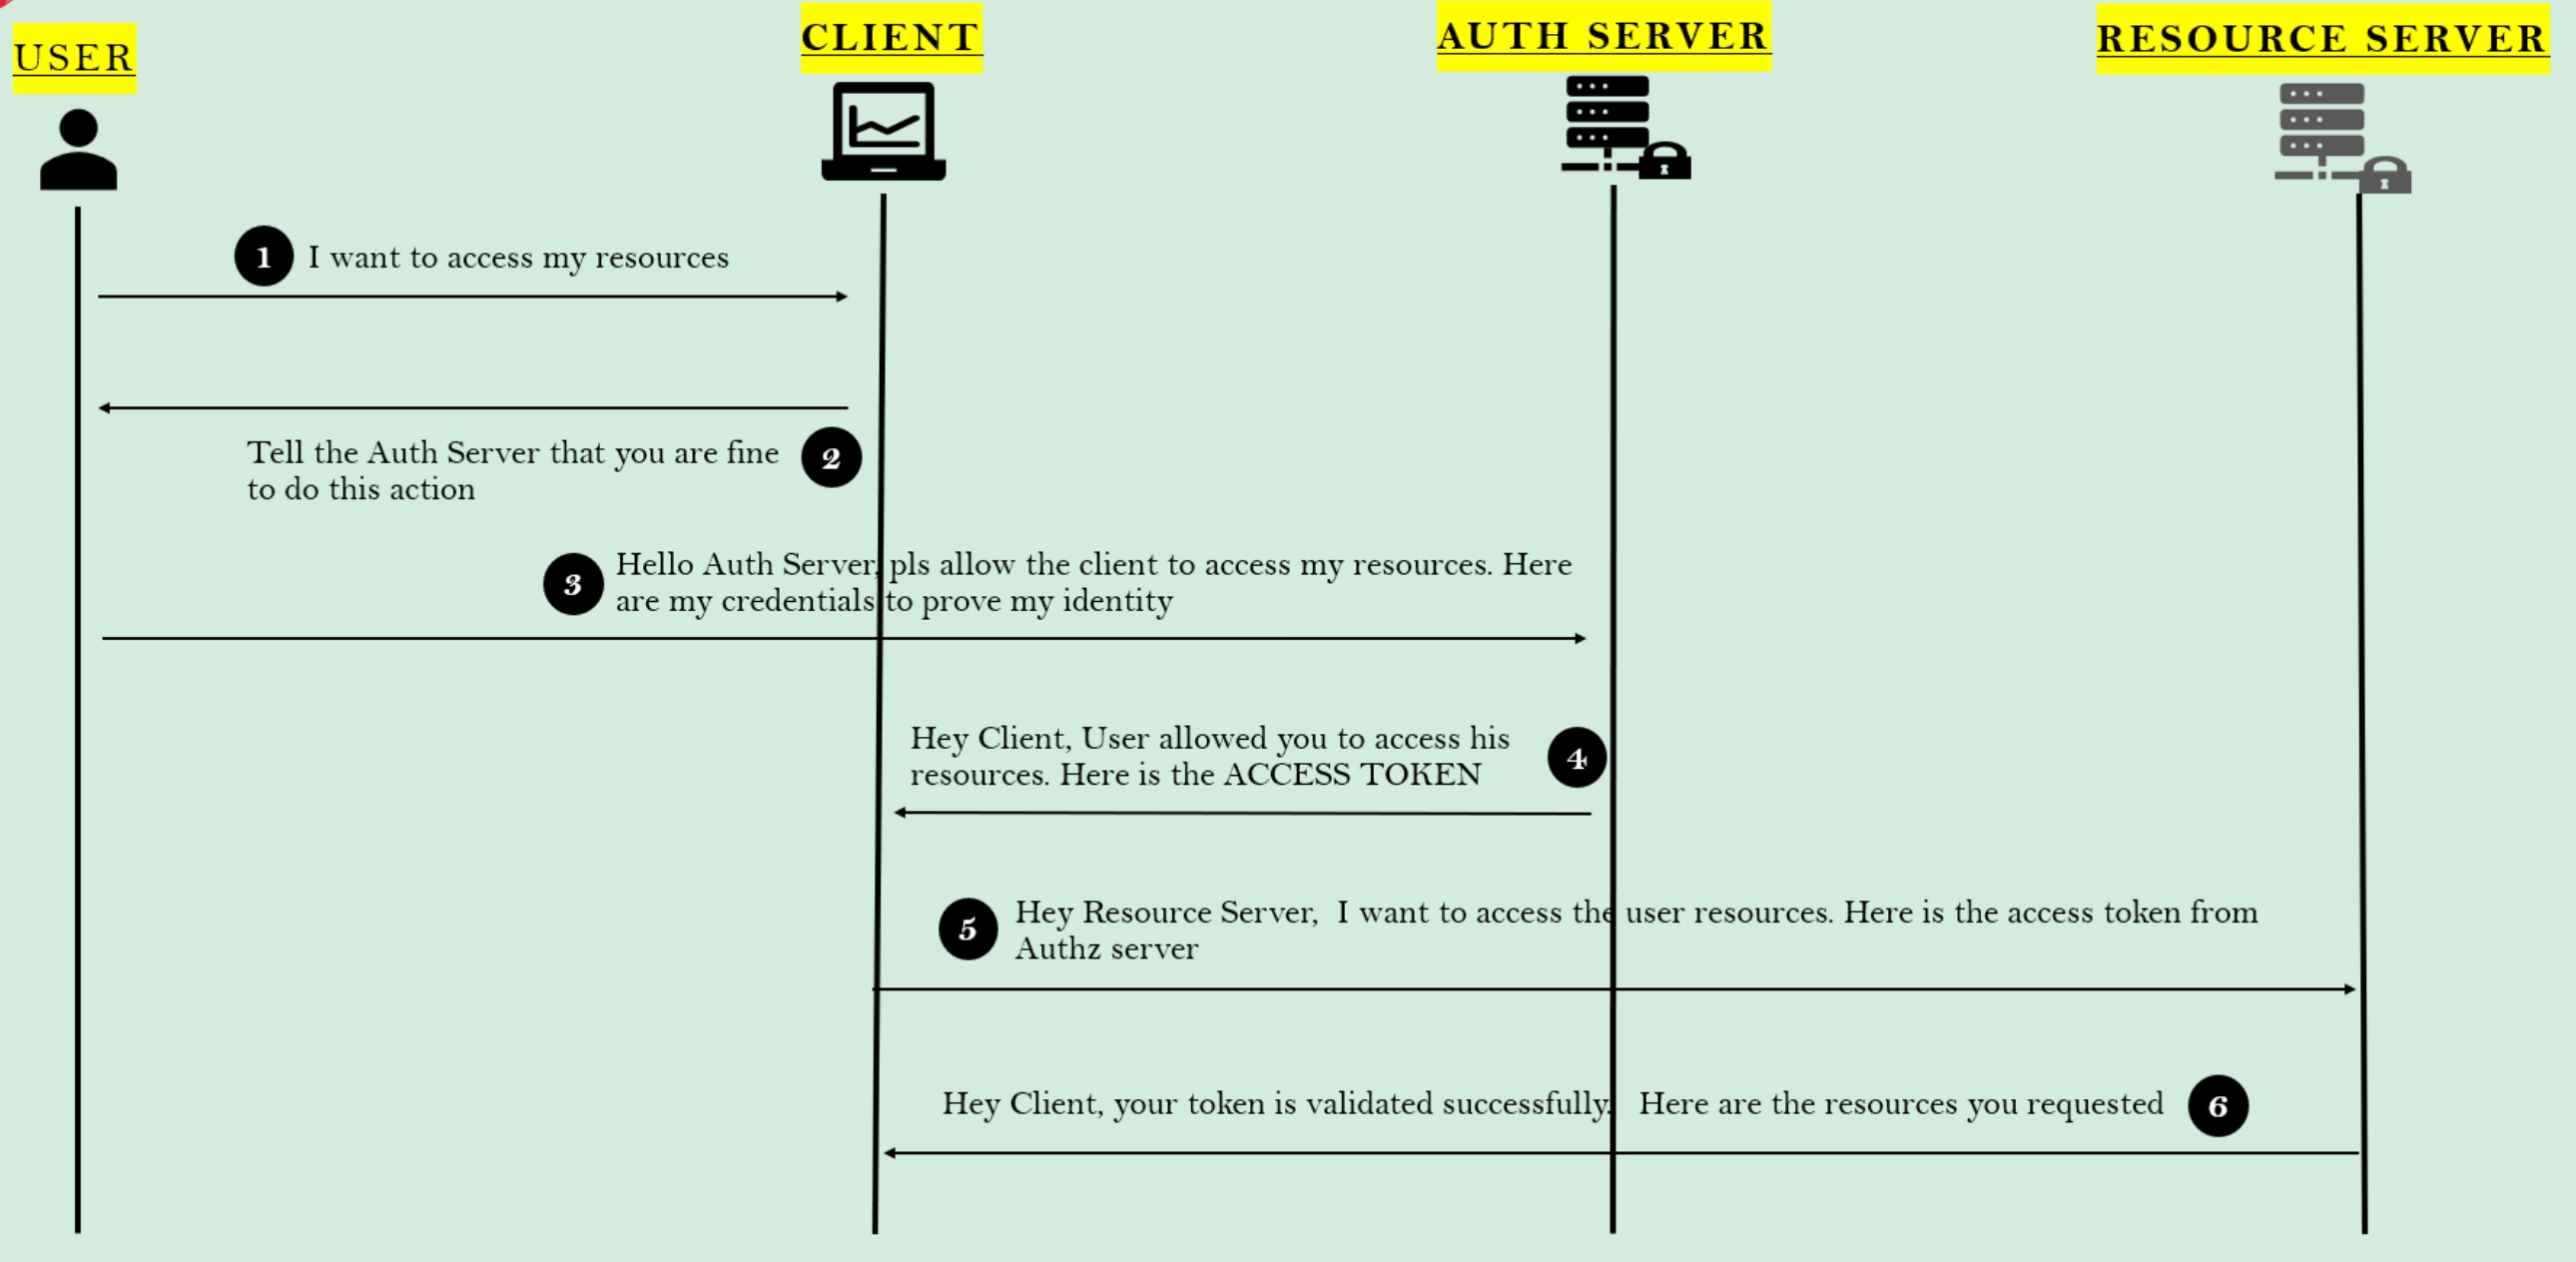 USER
CLIENT
AUTH SERVER
RESOURCE SERVER
1 I want to access my resources
Tell the Auth Server that you are fine 2
to do this action
3 Hello Auth Server, pls allow the client to access my resources. Here
are my credentials to prove my identity
Hey Client, User allowed you to access his 4
resources. Here is the ACCESS TOKEN
5 Hey Resource Server,  I want to access the user resources. Here is the access token from
Authz server
Hey Client, your token is validated successfully.  Here are the resources you requested 6